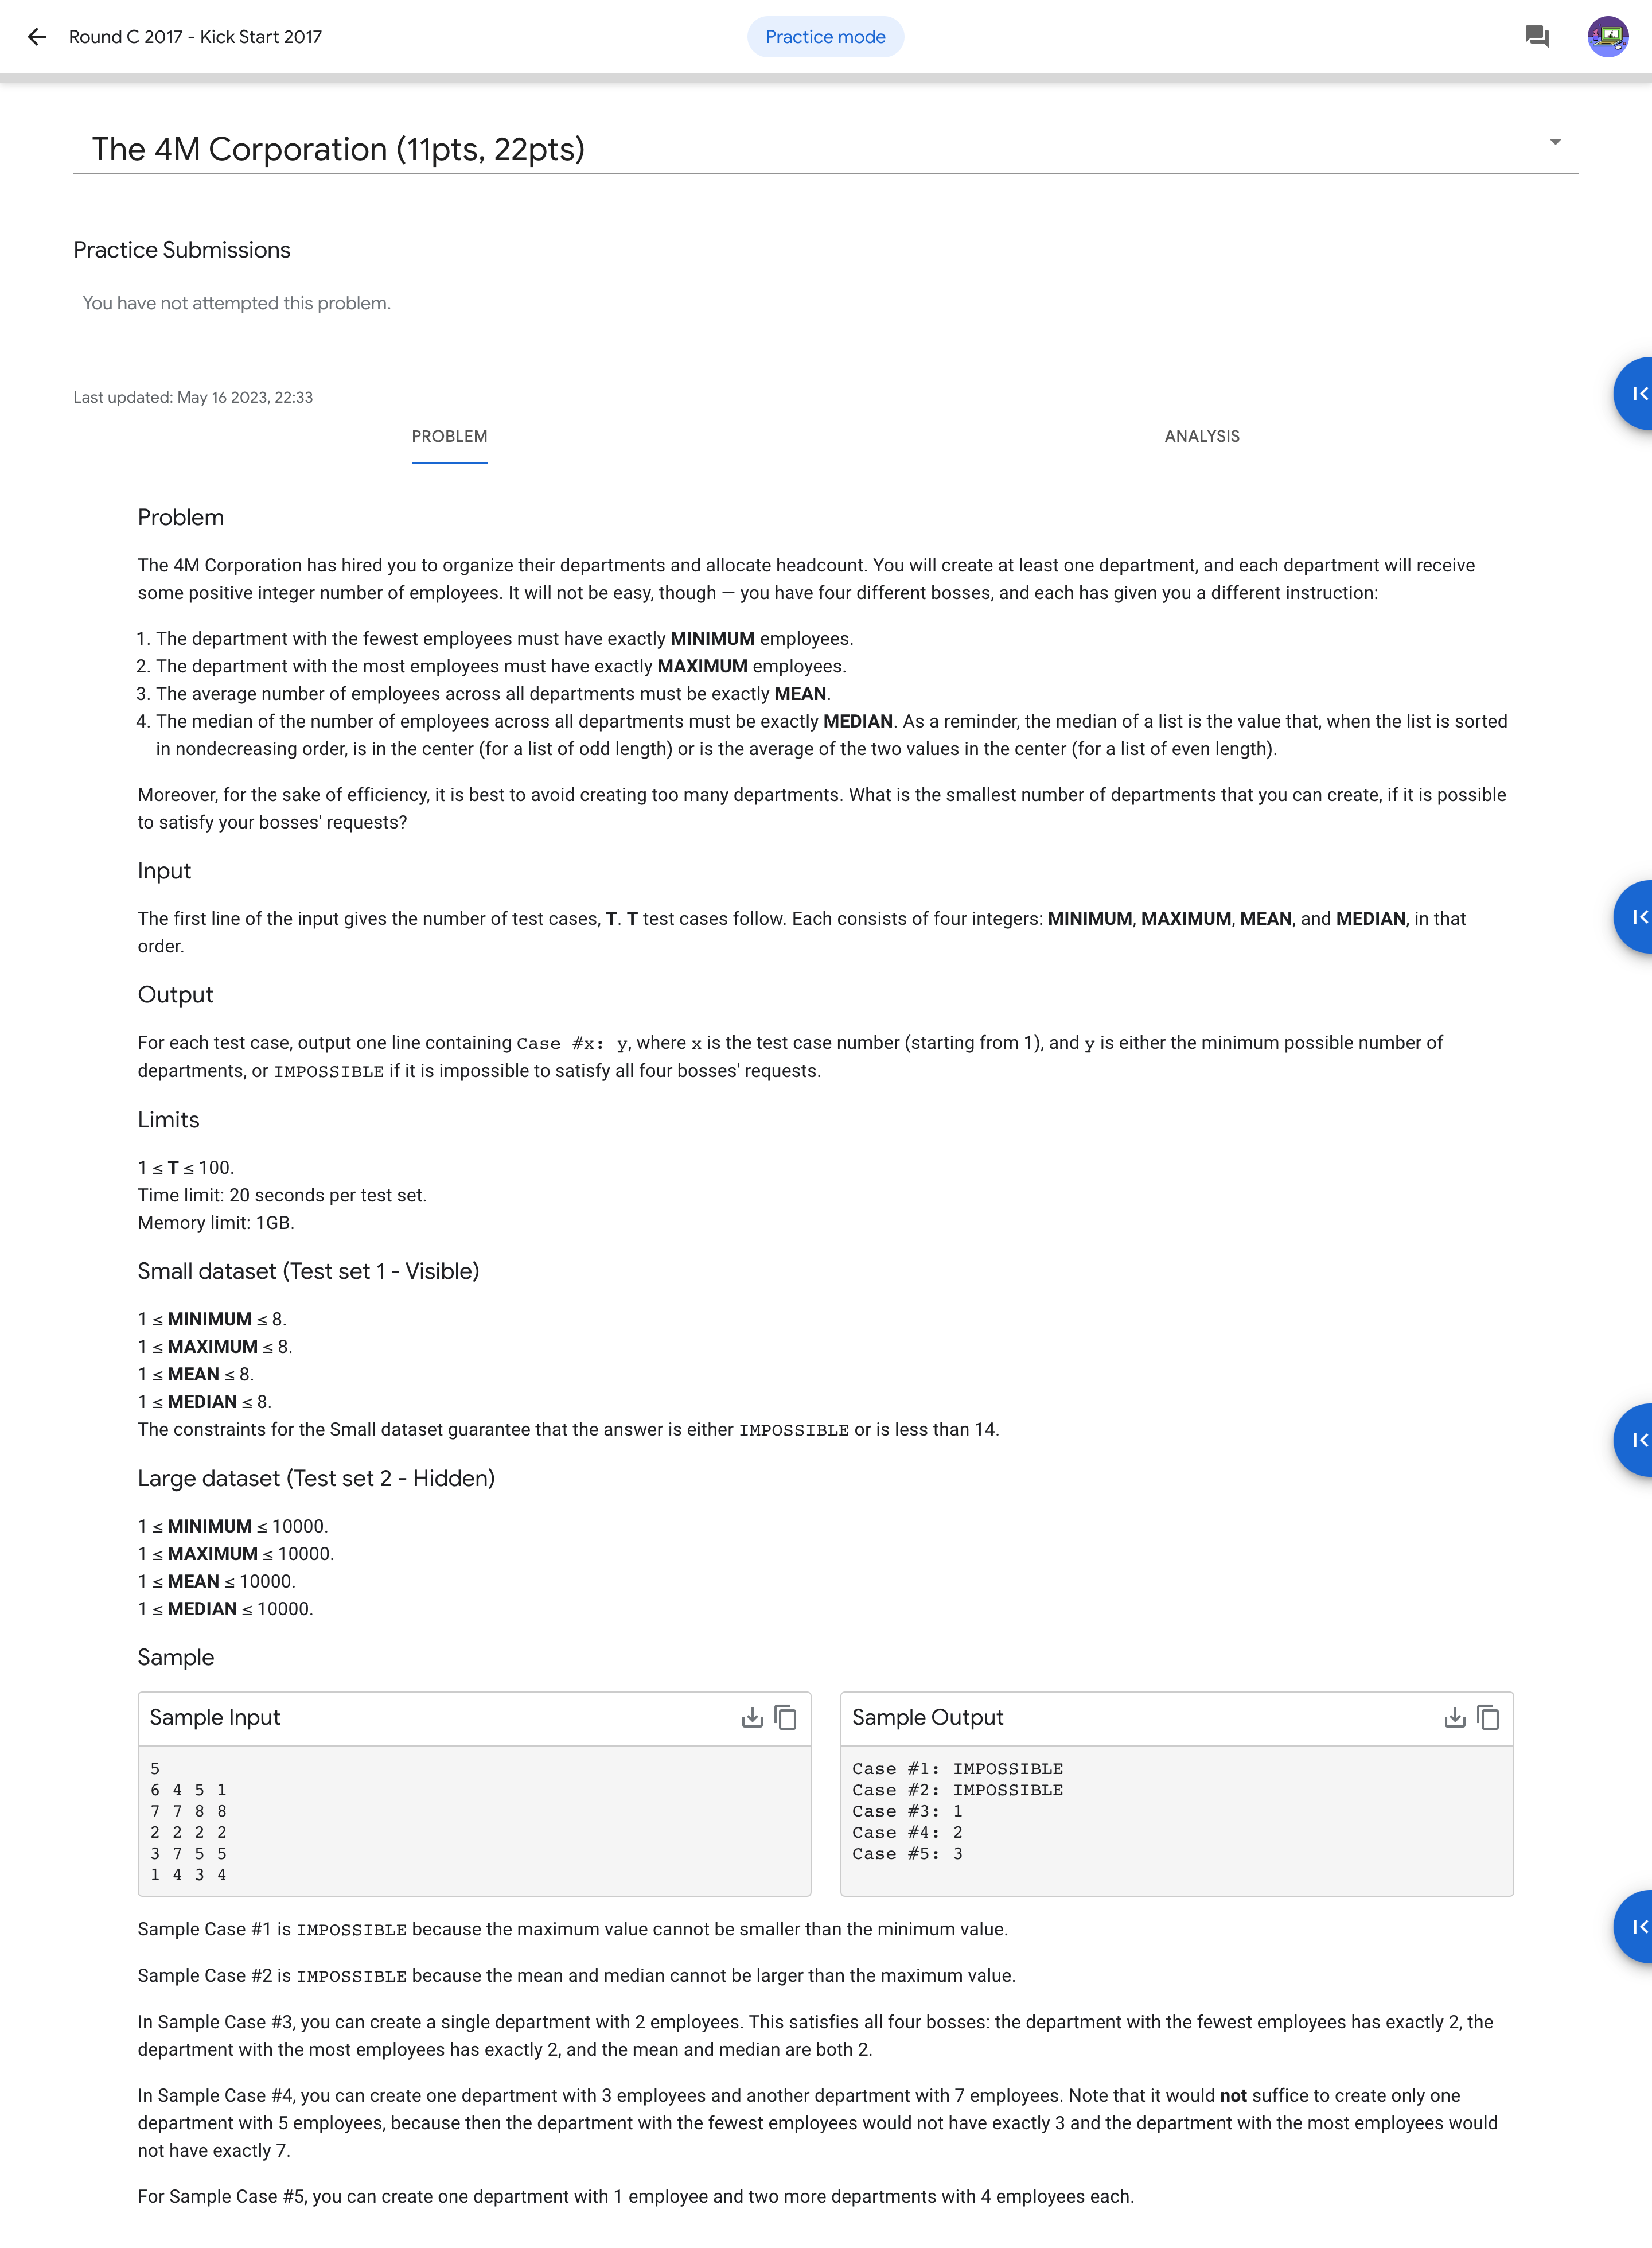 Round C 2017 - Kick Start 2017
Practice mode
The 4M Corporation (11pts, 22pts)
Practice Submissions
You have not attempted this problem.
Last updated: May 16 2023, 22:33
PROBLEM
ANALYSIS
Problem
The 4M Corporation has hired you to organize their departments and allocate headcount. You will create at least one department, and each department will receive
some positive integer number of employees. It will not be easy, though — you have four different bosses, and each has given you a different instruction:
1. The department with the fewest employees must have exactly MINIMUM employees.
2. The department with the most employees must have exactly MAXIMUM employees.
3. The average number of employees across all departments must be exactly MEAN.
4. The median of the number of employees across all departments must be exactly MEDIAN. As a reminder, the median of a list is the value that, when the list is sorted
in nondecreasing order, is in the center (for a list of odd length) or is the average of the two values in the center (for a list of even length).
Moreover, for the sake of efficiency, it is best to avoid creating too many departments. What is the smallest number of departments that you can create, if it is possible
to satisfy your bosses' requests?
Input
The first line of the input gives the number of test cases, T. T test cases follow. Each consists of four integers: MINIMUM, MAXIMUM, MEAN, and MEDIAN, in that
order.
Output
For each test case, output one line containing Case #x: y, where x is the test case number (starting from 1), and y is either the minimum possible number of
departments, or IMPOSSIBLE if it is impossible to satisfy all four bosses' requests.
Limits
1 ≤ T ≤ 100.
Time limit: 20 seconds per test set.
Memory limit: 1GB.
Small dataset (Test set 1 - Visible)
1 ≤ MINIMUM ≤ 8.
1 ≤ MAXIMUM ≤ 8.
1 ≤ MEAN ≤ 8.
1 ≤ MEDIAN ≤ 8.
The constraints for the Small dataset guarantee that the answer is either IMPOSSIBLE or is less than 14.
Large dataset (Test set 2 - Hidden)
1 ≤ MINIMUM ≤ 10000.
1 ≤ MAXIMUM ≤ 10000.
1 ≤ MEAN ≤ 10000.
1 ≤ MEDIAN ≤ 10000.
Sample
Sample Input
5
6 4 5 1
7 7 8 8
2 2 2 2
3 7 5 5
1 4 3 4
Sample Output
Case #1: IMPOSSIBLE
Case #2: IMPOSSIBLE
Case #3: 1
Case #4: 2
Case #5: 3
Sample Case #1 is IMPOSSIBLE because the maximum value cannot be smaller than the minimum value.
Sample Case #2 is IMPOSSIBLE because the mean and median cannot be larger than the maximum value.
In Sample Case #3, you can create a single department with 2 employees. This satisfies all four bosses: the department with the fewest employees has exactly 2, the
department with the most employees has exactly 2, and the mean and median are both 2.
In Sample Case #4, you can create one department with 3 employees and another department with 7 employees. Note that it would not suffice to create only one
department with 5 employees, because then the department with the fewest employees would not have exactly 3 and the department with the most employees would
not have exactly 7.
For Sample Case #5, you can create one department with 1 employee and two more departments with 4 employees each.